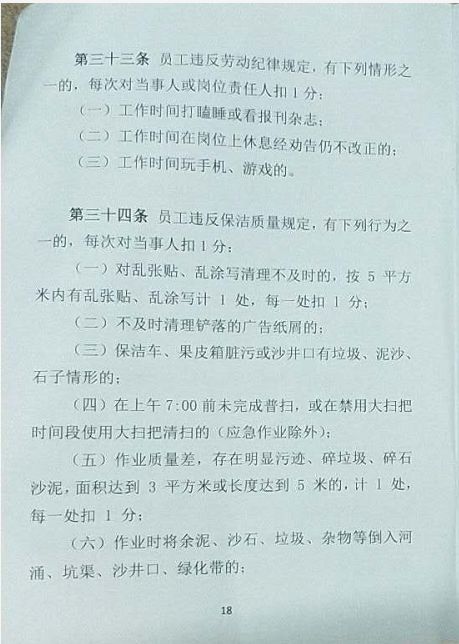 第三十三条 员工违反劳动纪律规定，有下列情形之
一的，每次对当事人或岗位责任人扣 1 分：
（一）工作时间打瞌睡或看报刊杂志；
（二）工作时间在岗位上休息经劝告仍不改正的；
（三）工作时间玩手机、游戏的。
第三十四条 员工违反保洁质量规定，有下列行为之
一的，每次对当事人扣 1 分：
（一）对乱张贴、乱涂写清理不及时的，按 5 平方
米内有乱张贴、乱涂写计 1 处，每一处扣 1 分；
（二）不及时清理铲落的广告纸屑的；
（三）保洁车、果皮箱脏污或沙井口有垃圾、泥沙、
石子情形的；
（四）在上午 7:00 前未完成普扫，或在禁用大扫把
时间段使用大扫把清扫的（应急作业除外）；
（五）作业质量差，存在明显污迹、碎垃圾、碎石
沙泥，面积达到 3 平方米或长度达到 5 米的，计 1 处，
每一处扣 1 分；
（六）作业时将余泥、沙石、垃圾、杂物等倒入河
涌、坑渠、沙井口、绿化带的；
18